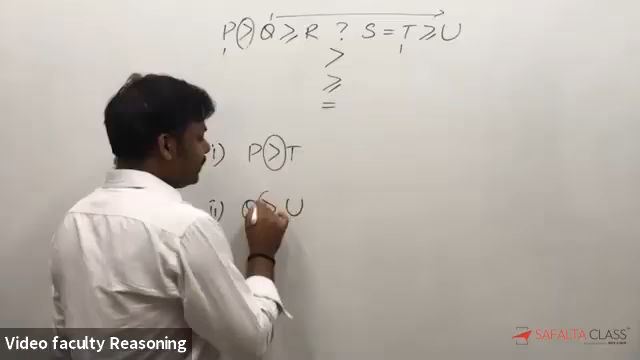 P > Q ≥ R ? S = T ≥ U
>
≥
=
i) P > T
ii) Q > U
SAFALTA CLASS
Video faculty Reasoning